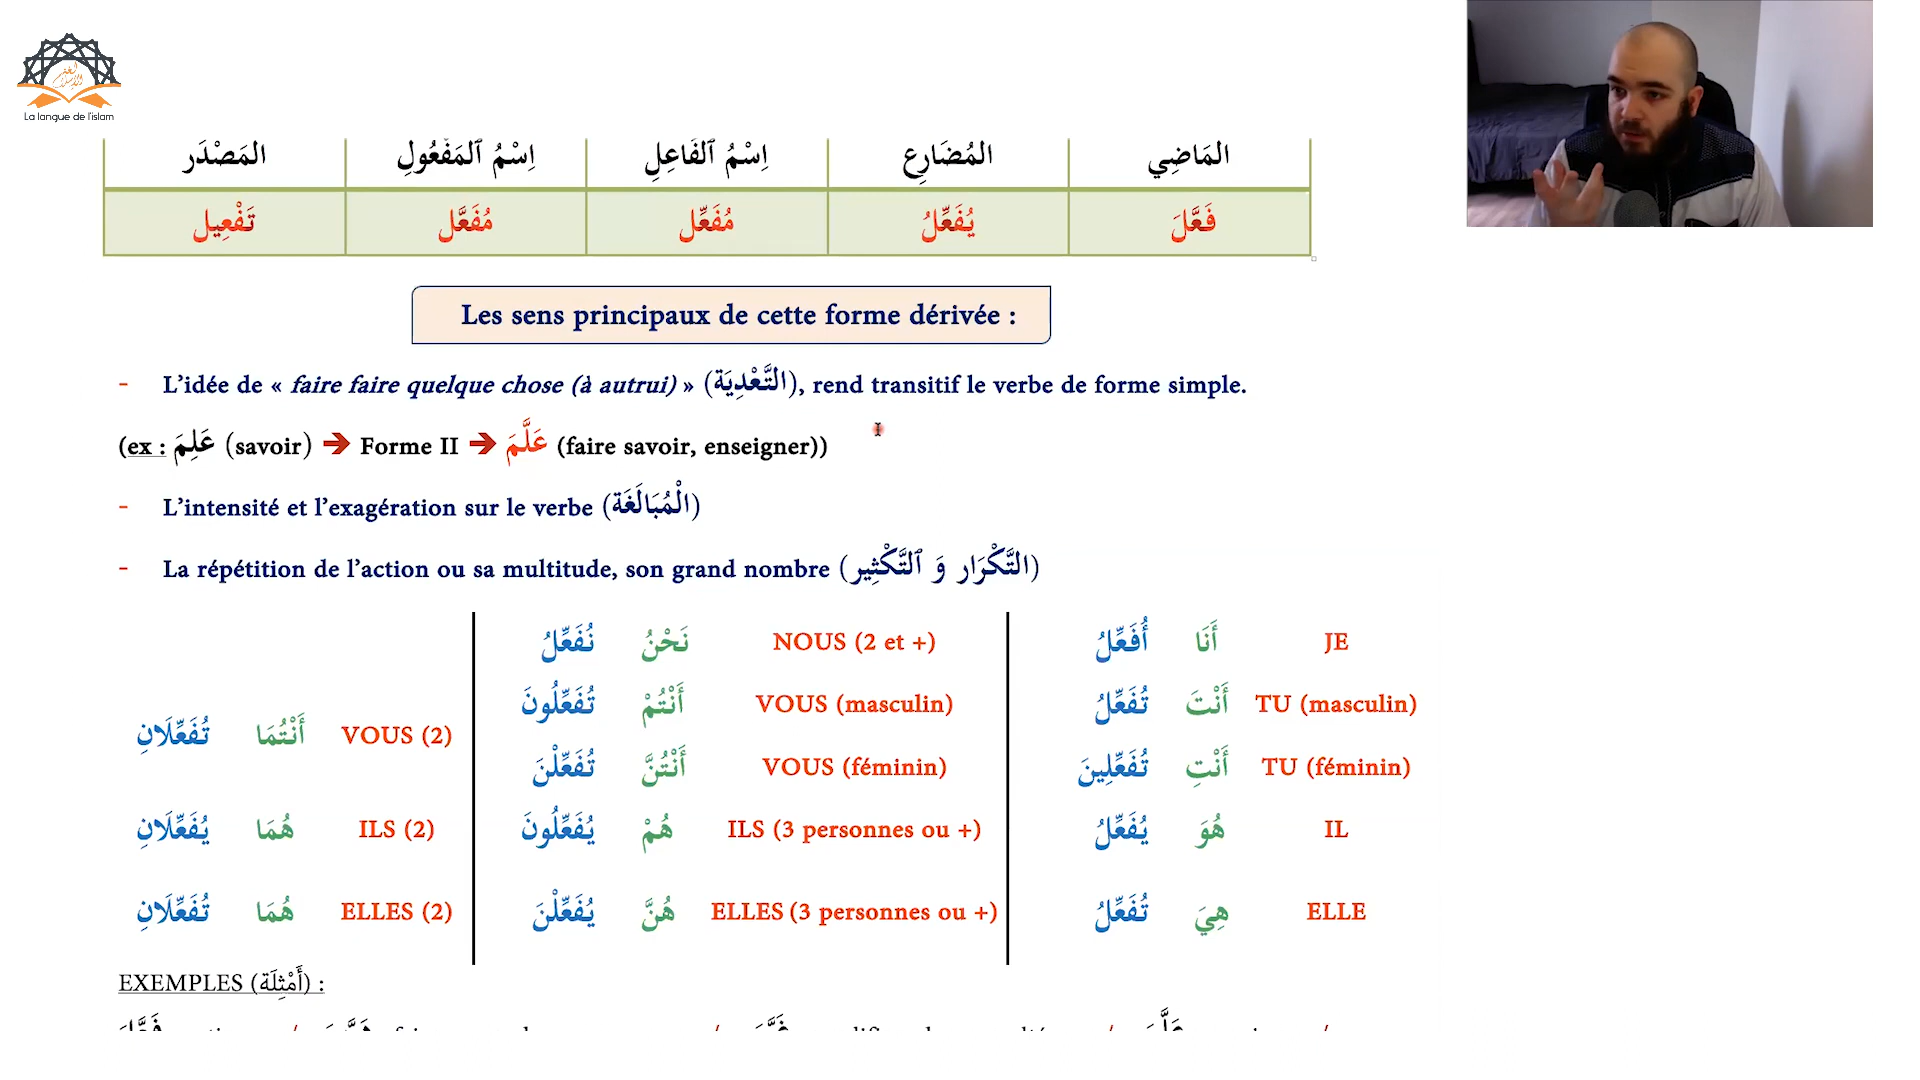 La langue de l'islam
المَاضِي المُضَارِع اِسْمُ ٱلفَاعِلِ اِسْمُ ٱلمَفْعُولِ المَصْدَر
فَعَّلَ يُفَعِّلُ مُفَعِّل مُفَعَّل تَفْعِيل
Les sens principaux de cette forme dérivée :
- L’idée de « faire faire quelque chose (à autrui) » (التَّعْدِيَة), rend transitif le verbe de forme simple.
(ex : عَلِمَ (savoir) ➔ Forme II ➔ عَلَّمَ (faire savoir, enseigner))
- L’intensité et l’exagération sur le verbe (الْمُبَالَغَة)
- La répétition de l’action ou sa multitude, son grand nombre (التَّكْرَار وَ ٱلتَّكْثِير)
JE أَنَا أُفَعِّلُ
TU (masculin) أَنْتَ تُفَعِّلُ
TU (féminin) أَنْتِ تُفَعِّلِينَ
IL هُوَ يُفَعِّلُ
ELLE هِيَ تُفَعِّلُ
NOUS (2 et +) نَحْنُ نُفَعِّلُ
VOUS (masculin) أَنْتُمْ تُفَعِّلُونَ
VOUS (féminin) أَنْتُنَّ تُفَعِّلْنَ
ILS (3 personnes ou +) هُمْ يُفَعِّلُونَ
ELLES (3 personnes ou +) هُنَّ يُفَعِّلْنَ
VOUS (2) أَنْتُمَا تُفَعِّلَانِ
ILS (2) هُمَا يُفَعِّلَانِ
ELLES (2) هُمَا تُفَعِّلَانِ
EXEMPLES (أَمْثِلَة) :